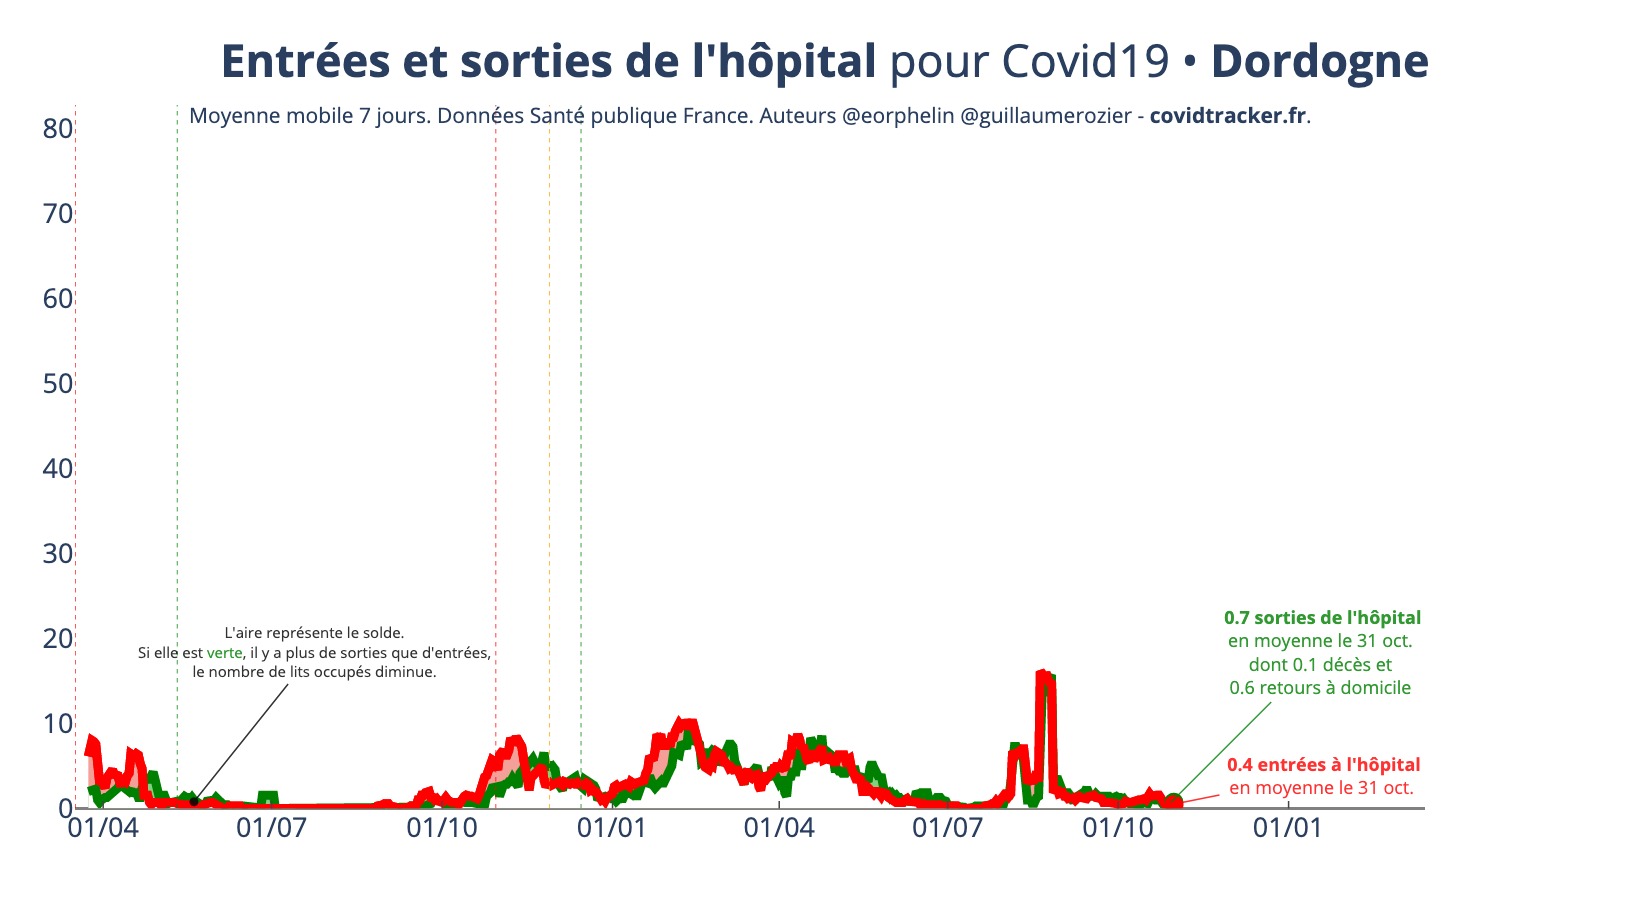 Entrées et sorties de l'hôpital pour Covid19 • Dordogne
Moyenne mobile 7 jours. Données Santé publique France. Auteurs @eorphelin @guillaumerozier - covidtracker.fr.
80
70
60
50
40
30
20
10
0
L'aire représente le solde.
Si elle est verte, il y a plus de sorties que d'entrées,
le nombre de lits occupés diminue.
0.7 sorties de l'hôpital
en moyenne le 31 oct.
dont 0.1 décès et
0.6 retours à domicile
0.4 entrées à l'hôpital
en moyenne le 31 oct.
01/04 01/07 01/10 01/01 01/04 01/07 01/10 01/01